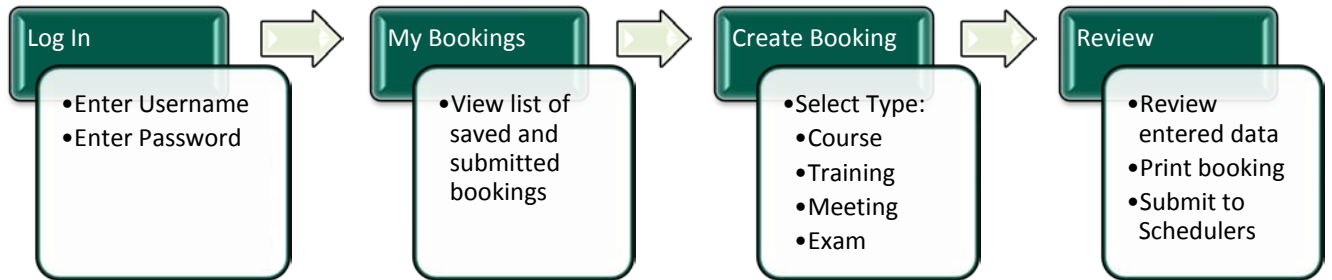 Log In
•Enter Username
•Enter Password
My Bookings
•View list of
saved and
submitted
bookings
Create Booking
•Select Type:
•Course
•Training
•Meeting
•Exam
Review
•Review
entered data
•Print booking
•Submit to
Schedulers